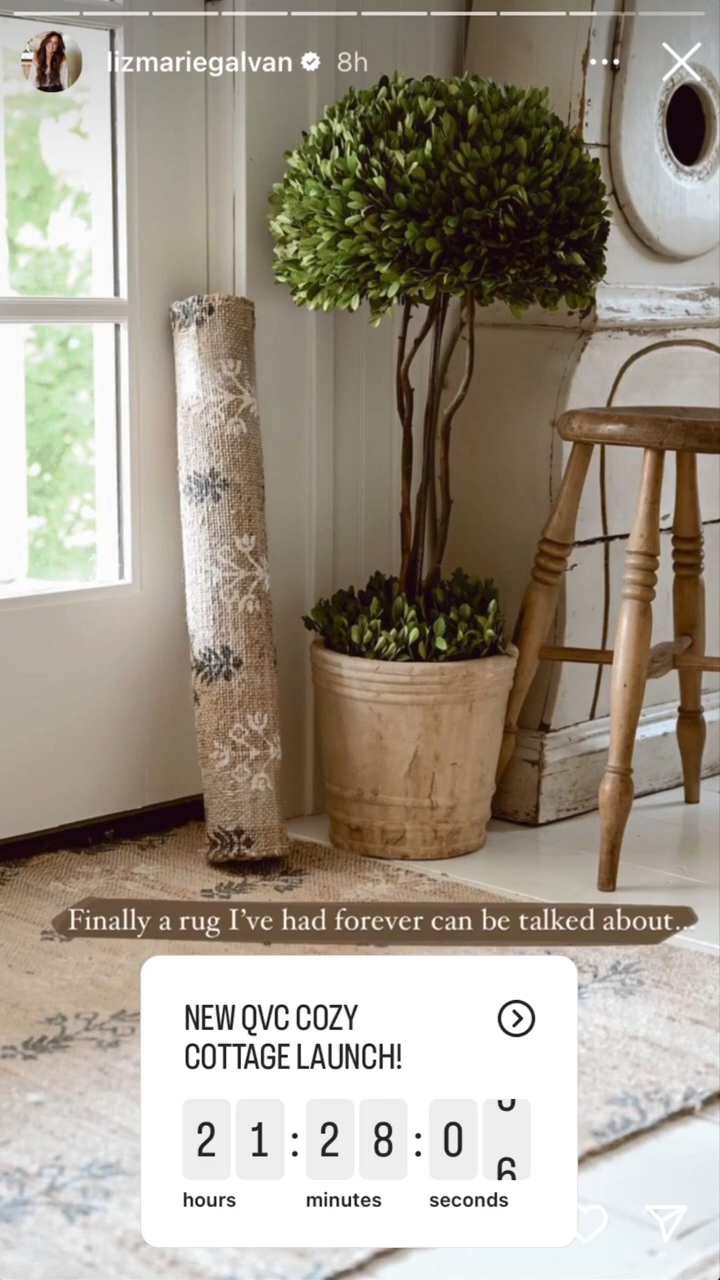 lizmariegalvan 8h
Finally a rug I've had forever can be talked about...
NEW QVC COZY
COTTAGE LAUNCH!
21:28:0
hours minutes seconds